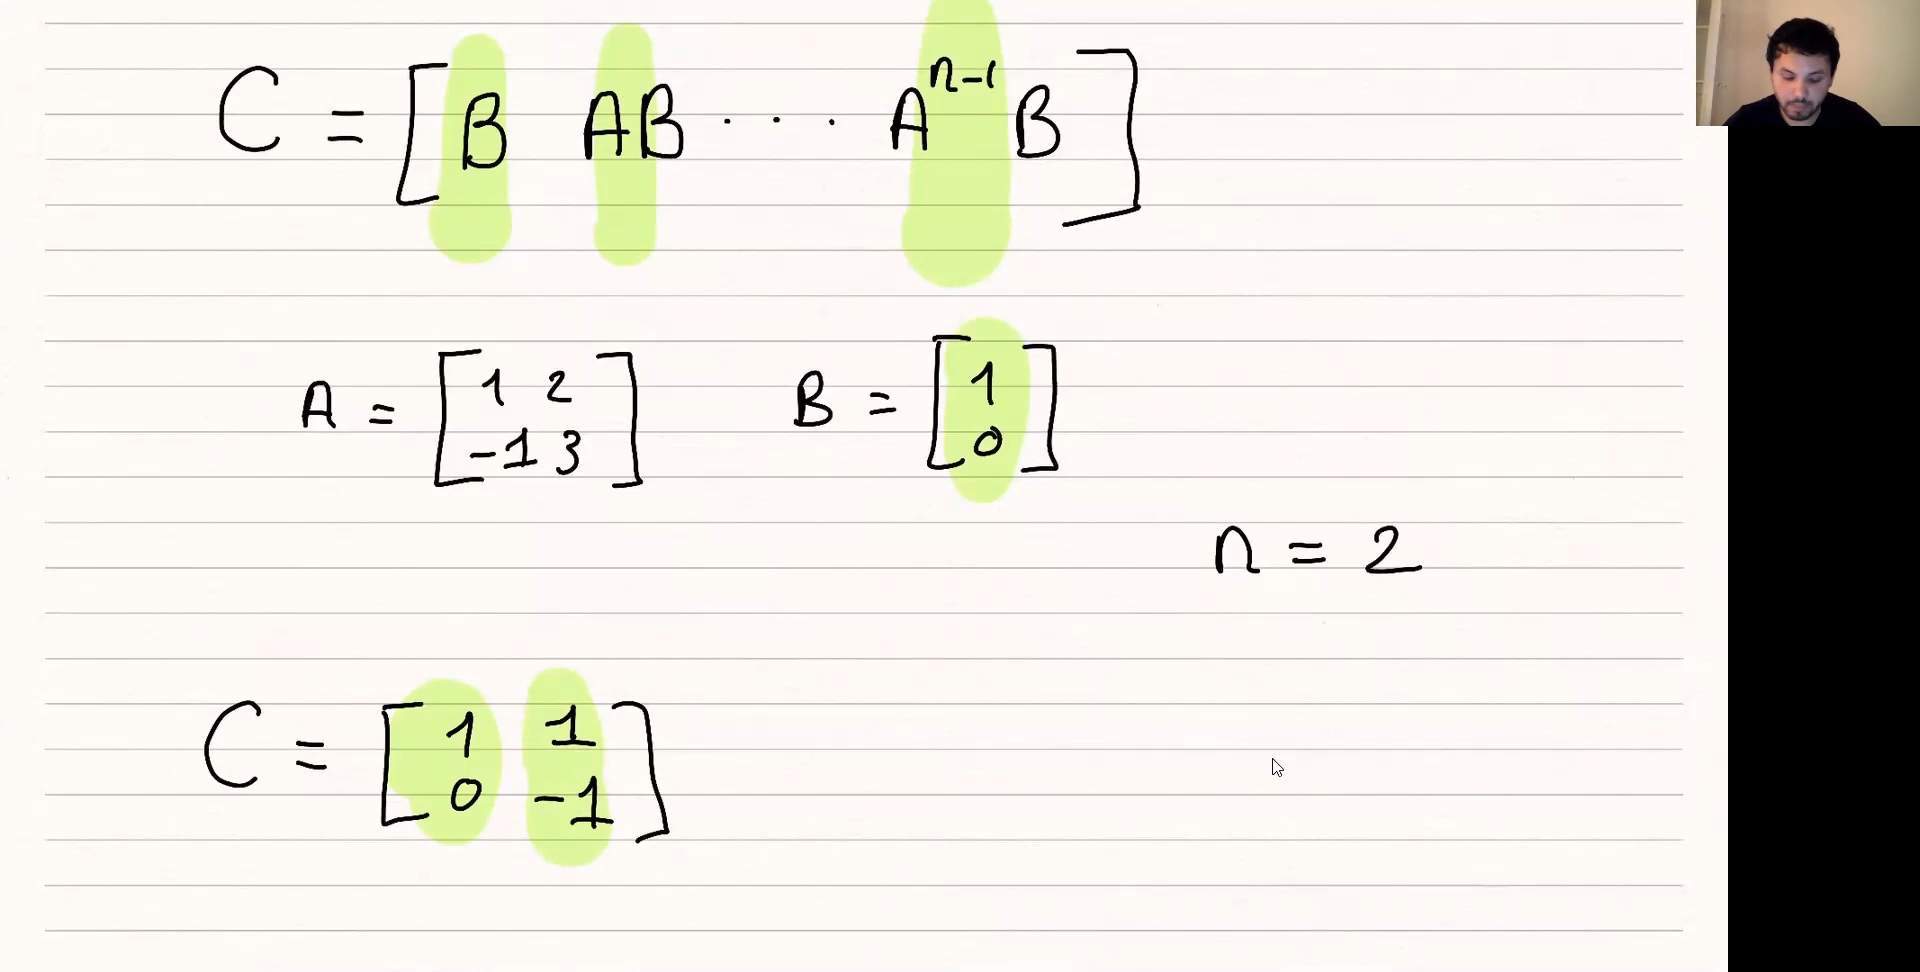 C = [ B AB · · · A^{n-1} B ]
A = [ 1 2 ] B = [ 1 ]
[ -1 3 ] [ 0 ]
n = 2
C = [ 1 1 ]
[ 0 -1 ]